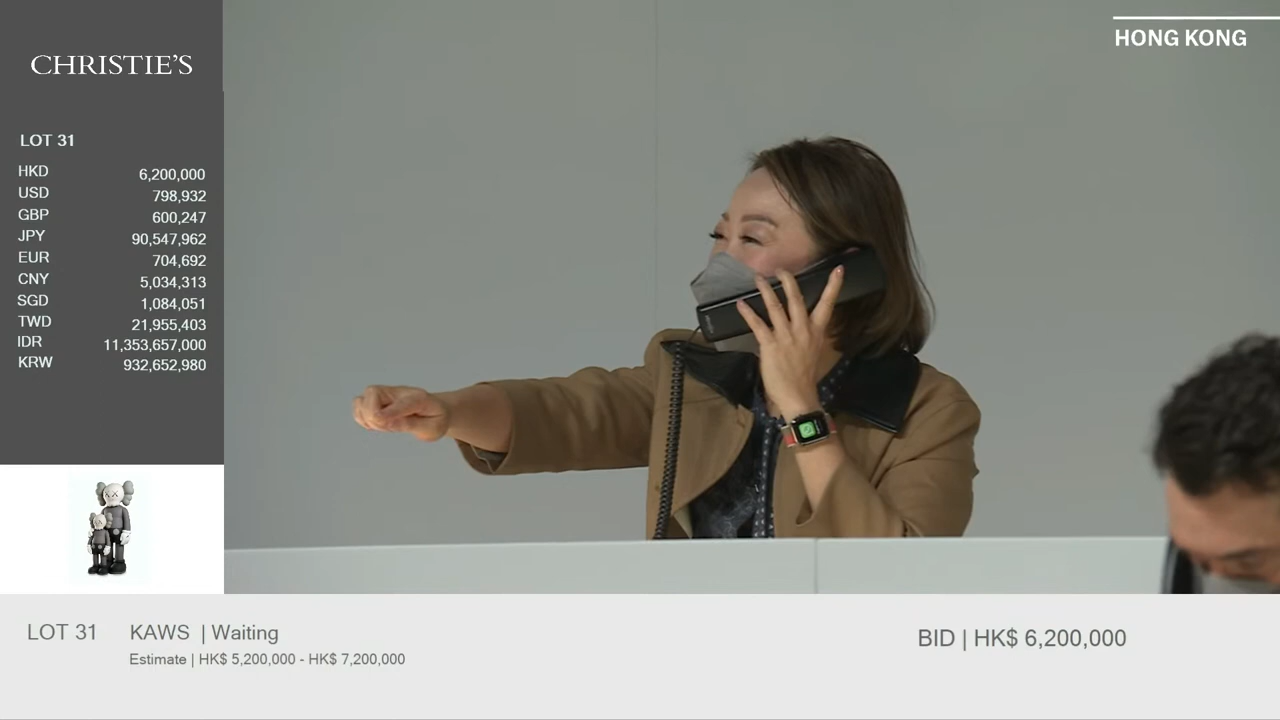 CHRISTIE'S
LOT 31
HKD 6,200,000
USD 798,932
GBP 600,247
JPY 90,547,962
EUR 704,692
CNY 5,034,313
SGD 1,084,051
TWD 21,955,403
IDR 11,353,657,000
KRW 932,652,980
HONG KONG
LOT 31 KAWS | Waiting
Estimate | HK$ 5,200,000 - HK$ 7,200,000
BID | HK$ 6,200,000